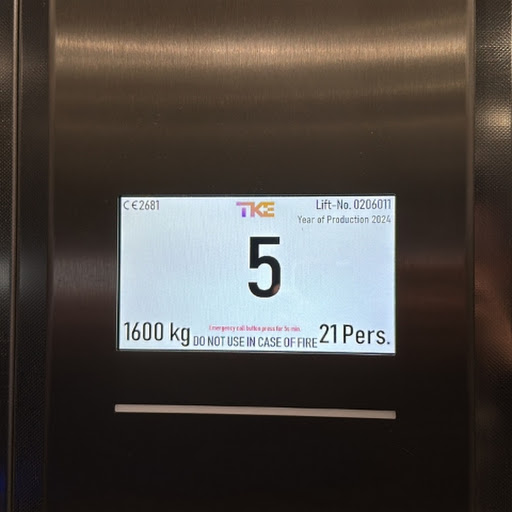 CE2681
TKE
Lift-No. 0206011
Year of Production 2024
5
1600 kg
Emergency call button press for 3s min.
DO NOT USE IN CASE OF FIRE
21 Pers.